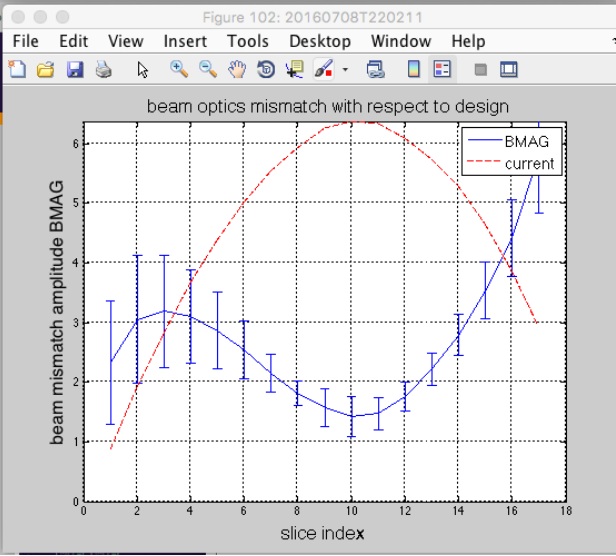 Figure 102: 20160708T220211
File Edit View Insert Tools Desktop Window Help
beam optics mismatch with respect to design
BMAG
current
beam mismatch amplitude BMAG
6
5
4
3
2
1
0
0 2 4 6 8 10 12 14 16 18
slice index